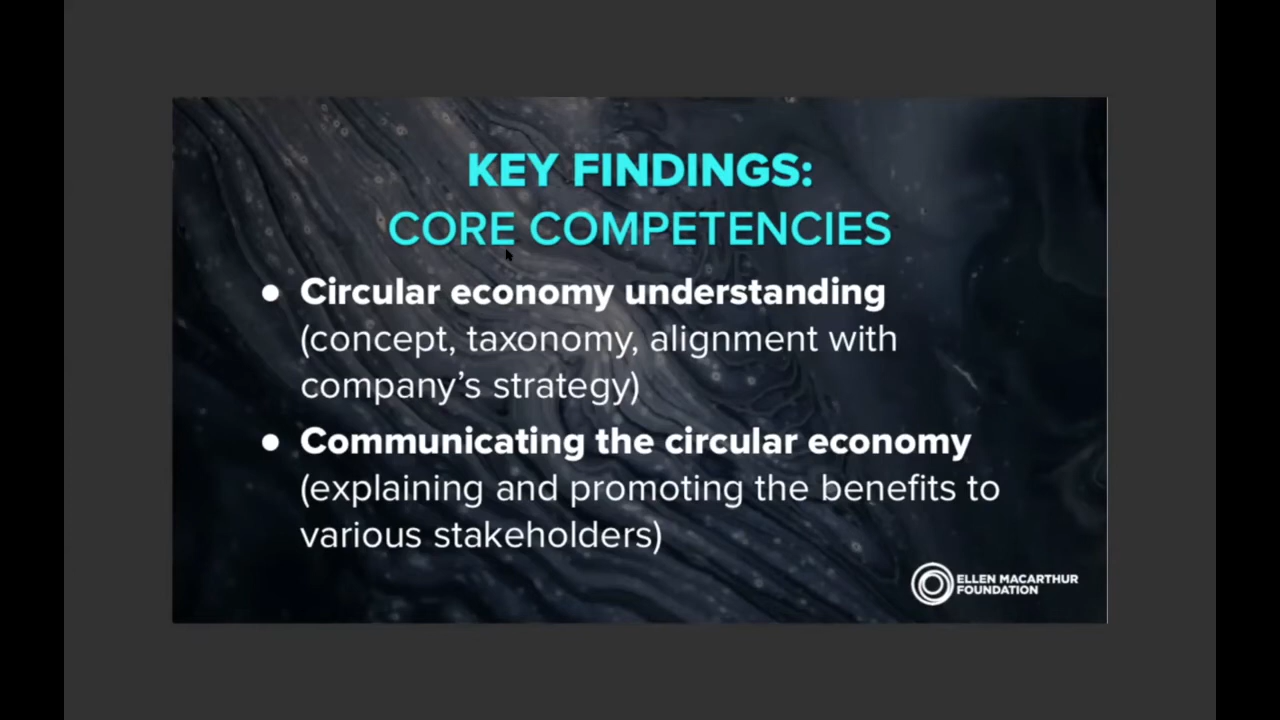 KEY FINDINGS:
CORE COMPETENCIES
● Circular economy understanding
(concept, taxonomy, alignment with
company’s strategy)
● Communicating the circular economy
(explaining and promoting the benefits to
various stakeholders)
ELLEN MACARTHUR
FOUNDATION